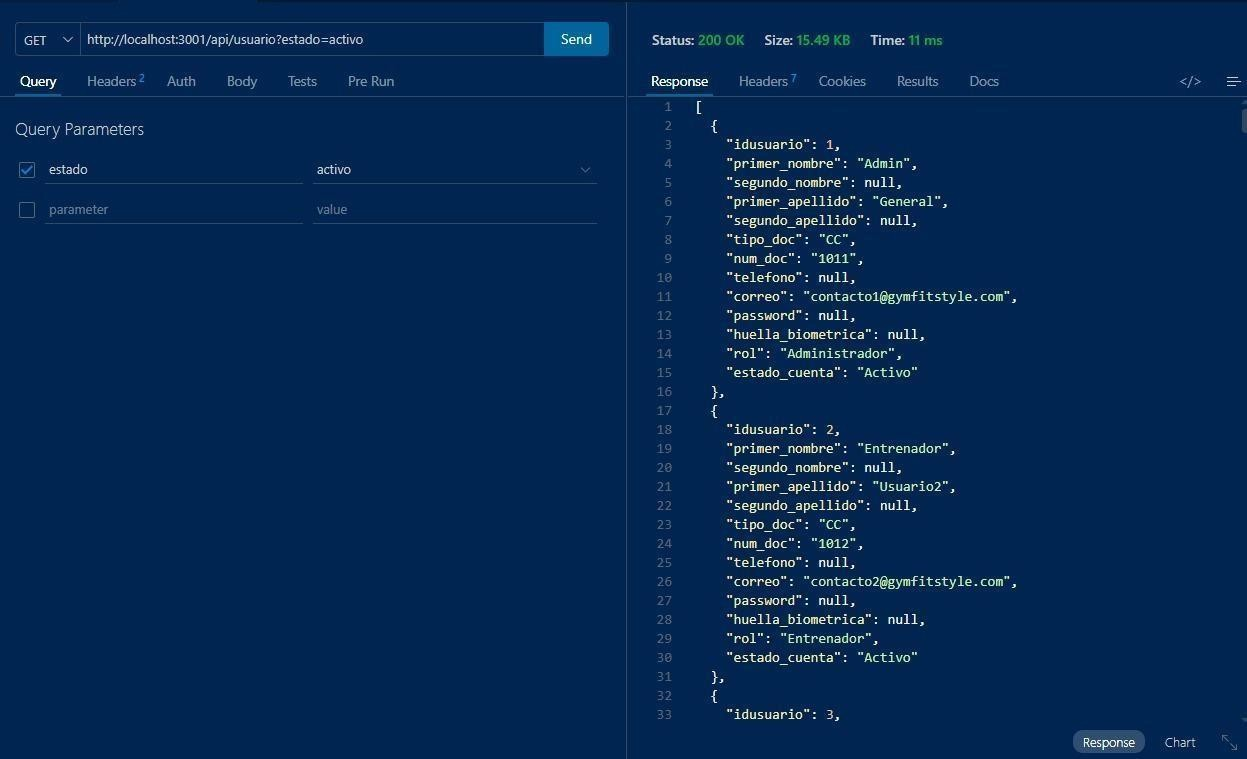 GET http://localhost:3001/api/usuario?estado=activo Send
Query Headers 2 Auth Body Tests Pre Run
Query Parameters
estado activo
parameter value
Status: 200 OK Size: 15.49 KB Time: 11 ms
Response Headers 7 Cookies Results Docs </>
1 [
2 {
3 "idusuario": 1,
4 "primer_nombre": "Admin",
5 "segundo_nombre": null,
6 "primer_apellido": "General",
7 "segundo_apellido": null,
8 "tipo_doc": "CC",
9 "num_doc": "1011",
10 "telefono": null,
11 "correo": "contacto1@gymfitstyle.com",
12 "password": null,
13 "huella_biometrica": null,
14 "rol": "Administrador",
15 "estado_cuenta": "Activo"
16 },
17 {
18 "idusuario": 2,
19 "primer_nombre": "Entrenador",
20 "segundo_nombre": null,
21 "primer_apellido": "Usuario2",
22 "segundo_apellido": null,
23 "tipo_doc": "CC",
24 "num_doc": "1012",
25 "telefono": null,
26 "correo": "contacto2@gymfitstyle.com",
27 "password": null,
28 "huella_biometrica": null,
29 "rol": "Entrenador",
30 "estado_cuenta": "Activo"
31 },
32 {
33 "idusuario": 3,
Response Chart